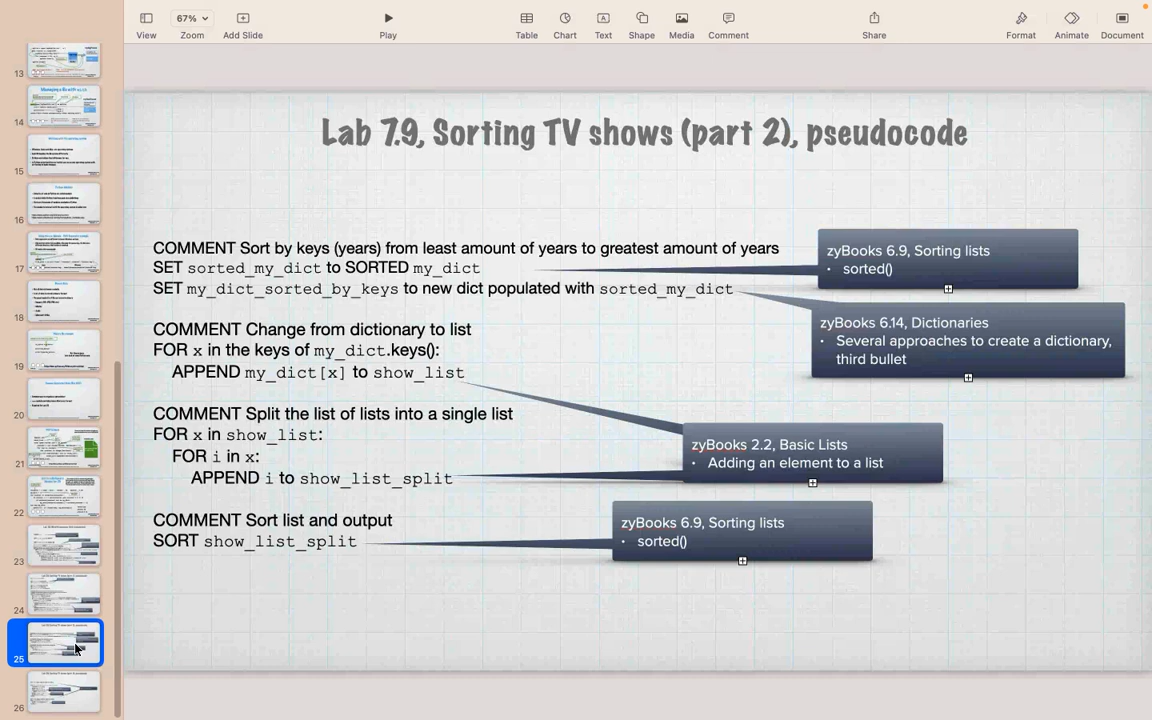 67%
View
Zoom
Add Slide
Play
Table
Chart
Text
Shape
Media
Comment
Share
Format
Animate
Document
Lab 7.9, Sorting TV shows (part 2), pseudocode
COMMENT Sort by keys (years) from least amount of years to greatest amount of years
SET sorted_my_dict to SORTED my_dict
SET my_dict_sorted_by_keys to new dict populated with sorted_my_dict
zyBooks 6.9, Sorting lists
• sorted()
zyBooks 6.14, Dictionaries
• Several approaches to create a dictionary,
third bullet
COMMENT Change from dictionary to list
FOR x in the keys of my_dict.keys():
APPEND my_dict[x] to show_list
COMMENT Split the list of lists into a single list
FOR x in show_list:
FOR i in x:
APPEND i to show_list_split
zyBooks 2.2, Basic Lists
• Adding an element to a list
COMMENT Sort list and output
SORT show_list_split
zyBooks 6.9, Sorting lists
• sorted()
13
14
15
16
17
18
19
20
21
22
23
24
25
26